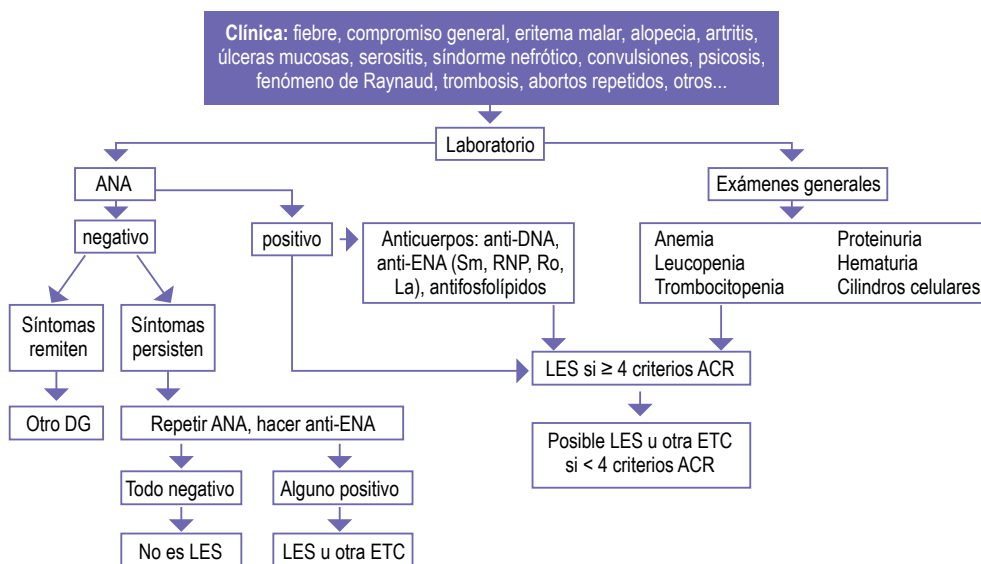 Clínica: fiebre, compromiso general, eritema malar, alopecia, artritis,
úlceras mucosas, serositis, síndorme nefrótico, convulsiones, psicosis,
fenómeno de Raynaud, trombosis, abortos repetidos, otros...
Laboratorio
ANA
Exámenes generales
negativo
positivo
Anticuerpos: anti-DNA,
anti-ENA (Sm, RNP, Ro,
La), antifosfolípidos
Anemia
Leucopenia
Trombocitopenia
Proteinuria
Hematuria
Cilindros celulares
Síntomas
remiten
Síntomas
persisten
LES si ≥ 4 criterios ACR
Otro DG
Repetir ANA, hacer anti-ENA
Posible LES u otra ETC
si < 4 criterios ACR
Todo negativo
Alguno positivo
No es LES
LES u otra ETC